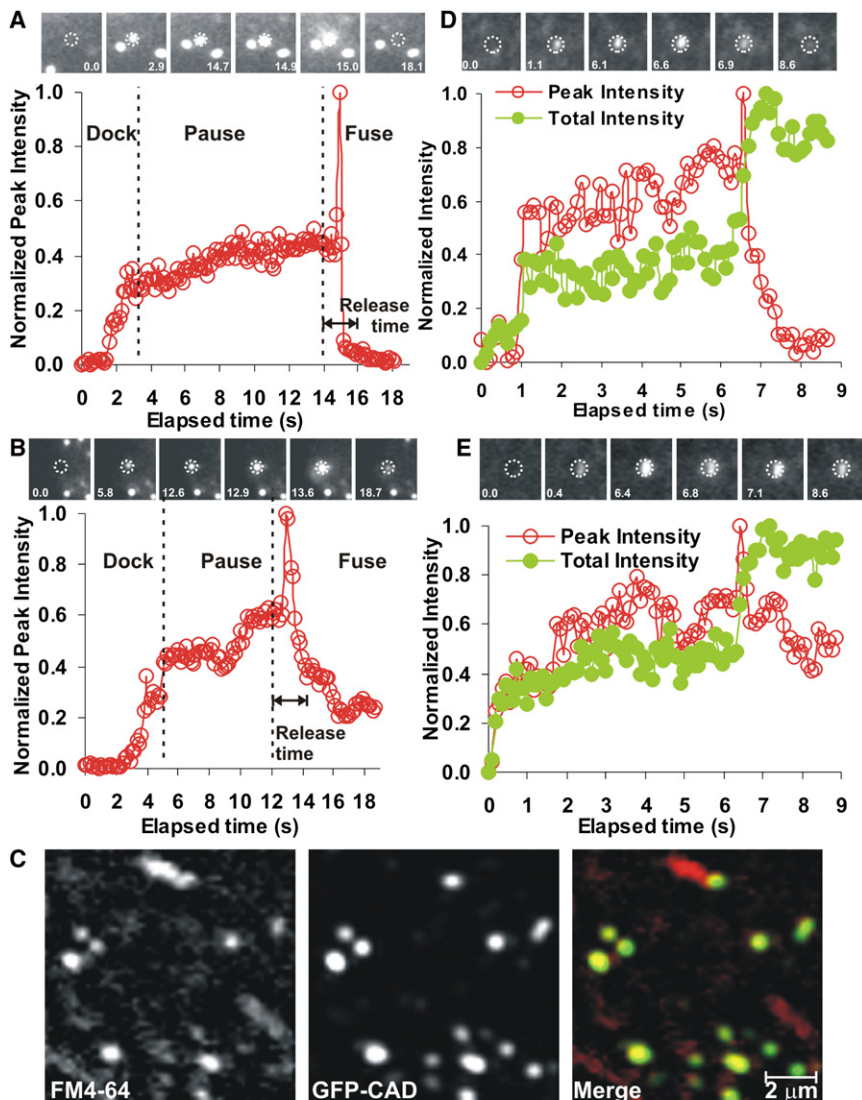 A
0.0 2.9 14.7 14.9 15.0 18.1
Normalized Peak Intensity
1.0
0.8
0.6
0.4
0.2
0.0
Dock Pause Fuse
Release time
0 2 4 6 8 10 12 14 16 18
Elapsed time (s)
B
0.0 5.8 12.6 12.9 13.6 18.7
Normalized Peak Intensity
1.0
0.8
0.6
0.4
0.2
0.0
Dock Pause Fuse
Release
time
0 2 4 6 8 10 12 14 16 18
Elapsed time (s)
D
0.0 1.1 6.1 6.6 6.9 8.6
Peak Intensity
Total Intensity
Normalized Intensity
1.0
0.8
0.6
0.4
0.2
0.0
0 1 2 3 4 5 6 7 8 9
Elapsed time (s)
E
0.0 0.4 6.4 6.8 7.1 8.6
Peak Intensity
Total Intensity
Normalized Intensity
1.0
0.8
0.6
0.4
0.2
0.0
0 1 2 3 4 5 6 7 8 9
Elapsed time (s)
C
FM4-64
GFP-CAD
Merge
2 μm